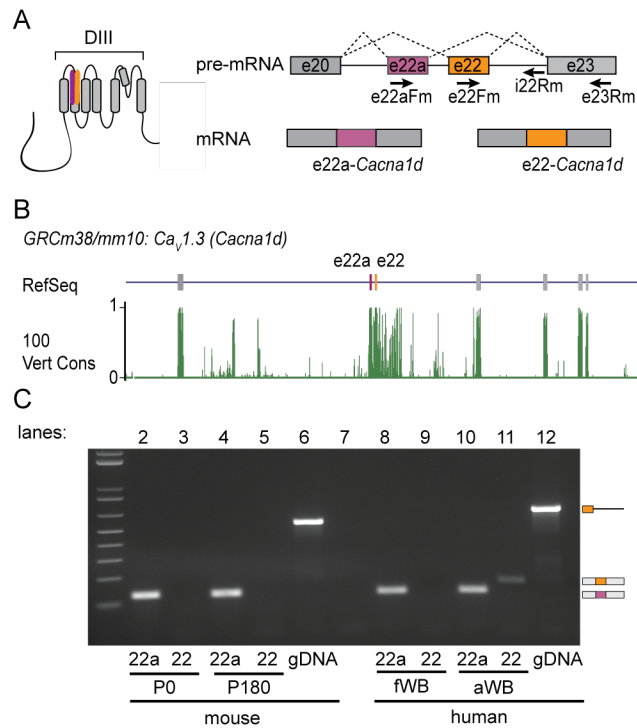 A
DIII
pre-mRNA
e20 e22a e22 e23
e22aFm e22Fm i22Rm e23Rm
mRNA
e22a-Cacna1d e22-Cacna1d
B
GRCm38/mm10: CaV1.3 (Cacna1d)
e22a e22
RefSeq
1
100
Vert Cons
0
C
lanes: 2 3 4 5 6 7 8 9 10 11 12
22a 22 22a 22 gDNA 22a 22 22a 22 gDNA
P0 P180 fWB aWB
mouse human